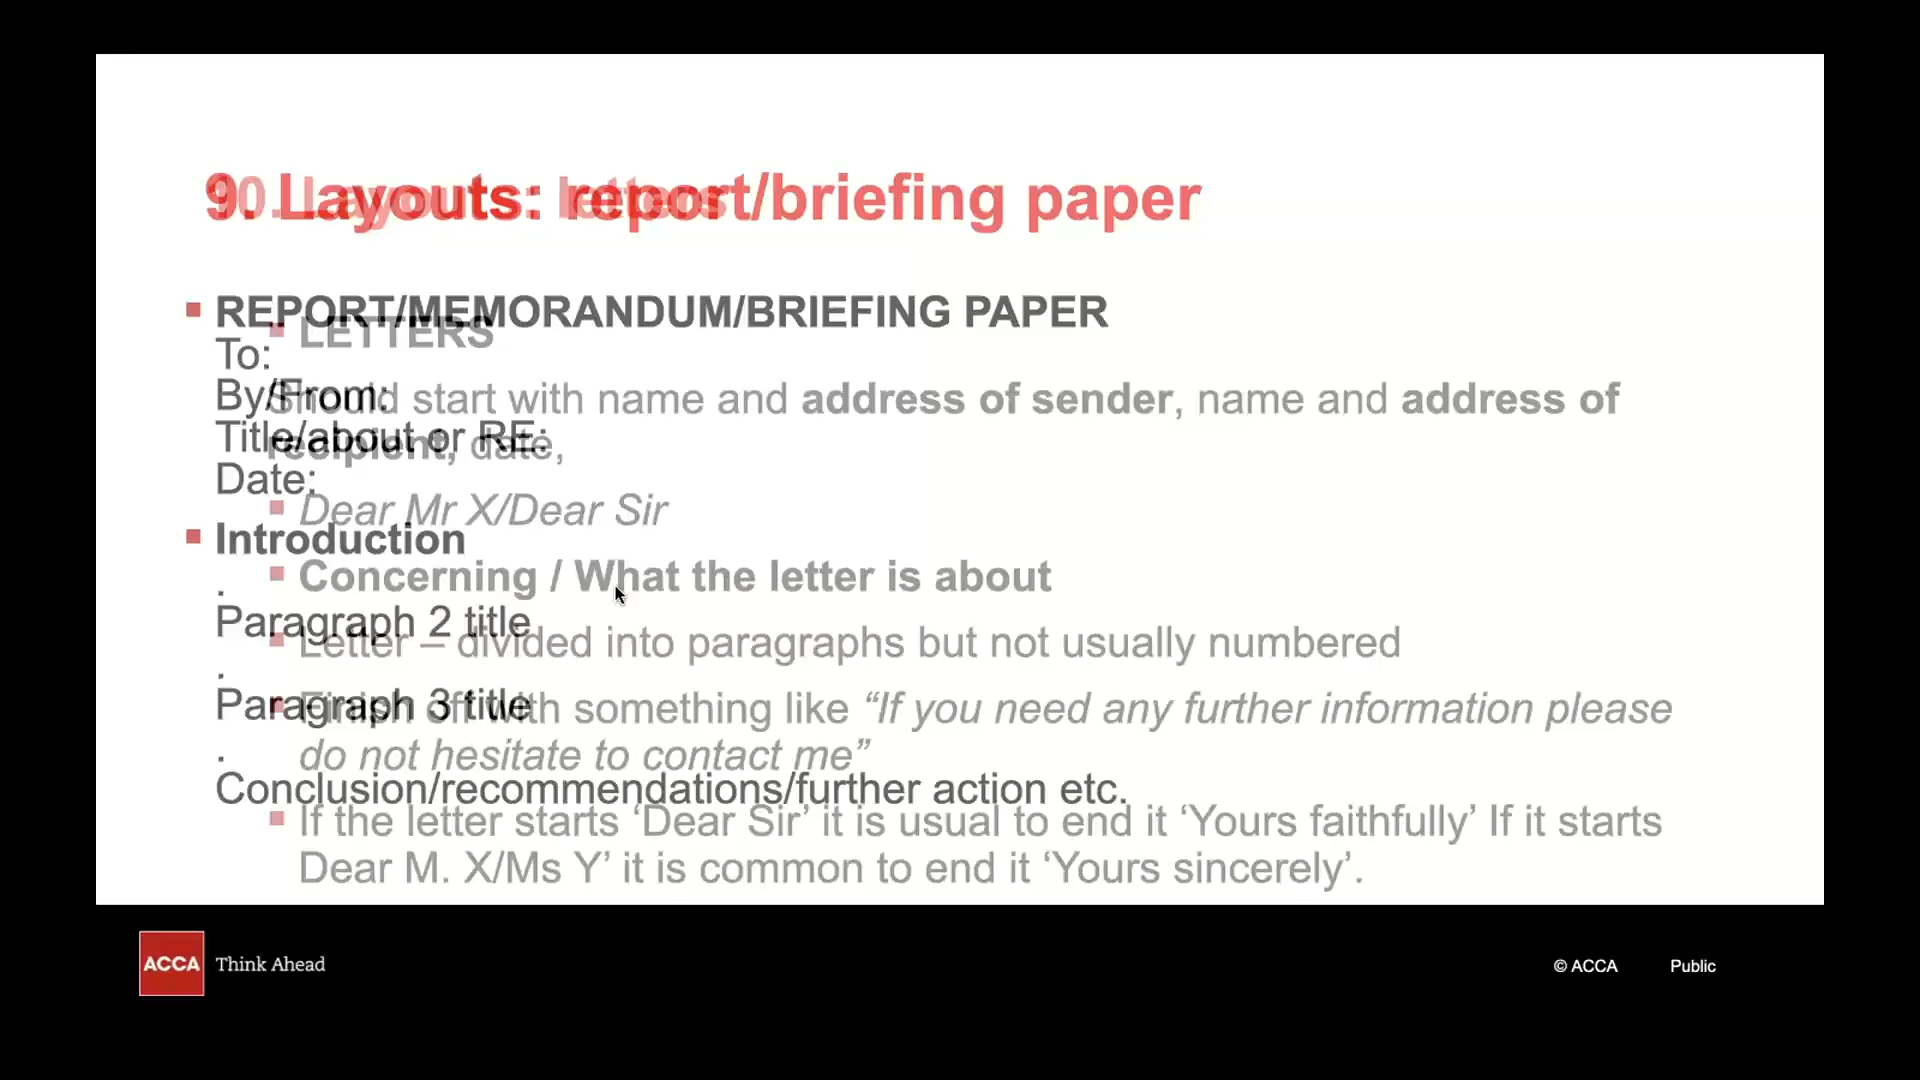 9. Layouts: report/briefing paper
10. Layouts: letters
REPORT/MEMORANDUM/BRIEFING PAPER
To:
By/From:
Title/about or RE:
Date:
Introduction
.
Paragraph 2 title
.
Paragraph 3 title
.
Conclusion/recommendations/further action etc.
LETTERS
Should start with name and address of sender, name and address of
recipient, date,
Dear Mr X/Dear Sir
Concerning / What the letter is about
Letter – divided into paragraphs but not usually numbered
Finish off with something like “If you need any further information please
do not hesitate to contact me”
If the letter starts ‘Dear Sir’ it is usual to end it ‘Yours faithfully’ If it starts
Dear M. X/Ms Y’ it is common to end it ‘Yours sincerely’.
ACCA Think Ahead
© ACCA Public